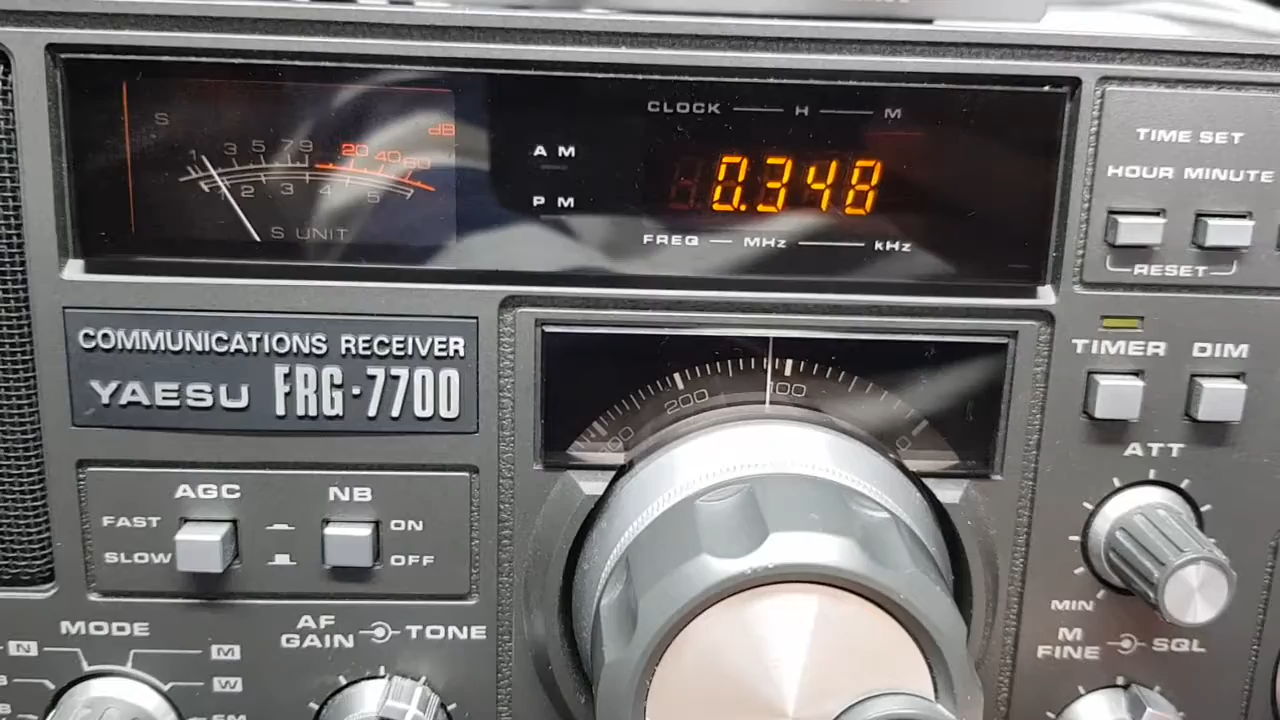 CLOCK — H — M
S
dB
1 3 5 7 9 20 40 60
1 2 3 4 5
S UNIT
AM
PM
0.348
FREQ — MHz — kHz
TIME SET
HOUR MINUTE
RESET
COMMUNICATIONS RECEIVER
YAESU FRG-7700
200 100 0
TIMER DIM
ATT
MIN
AGC NB
FAST ON
SLOW OFF
MODE
N M
W
AF
GAIN TONE
M
FINE SQL